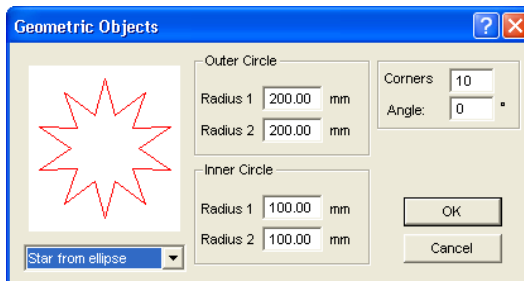 Geometric Objects
Outer Circle
Radius 1 200.00 mm
Radius 2 200.00 mm
Corners 10
Angle: 0 °
Inner Circle
Radius 1 100.00 mm
Radius 2 100.00 mm
OK
Cancel
Star from ellipse